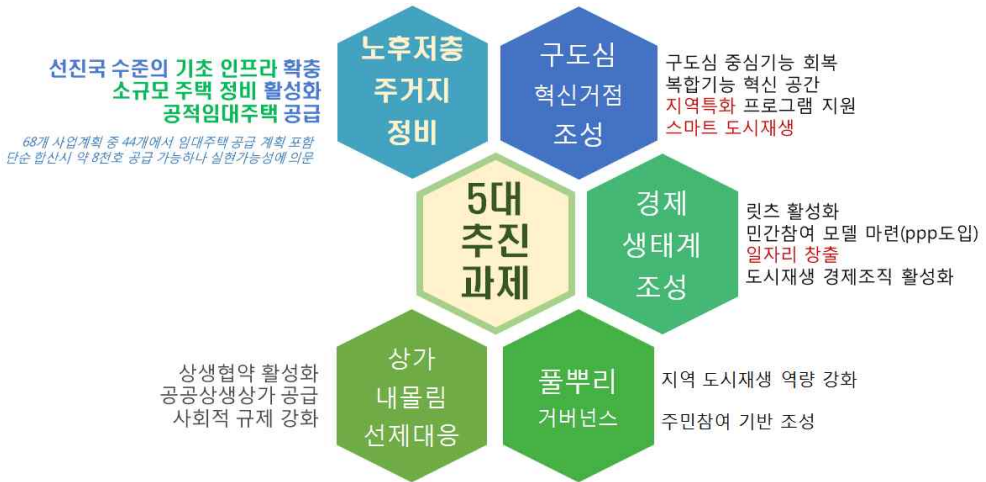 노후저층
주거지
정비
선진국 수준의 기초 인프라 확충
소규모 주택 정비 활성화
공적임대주택 공급
68개 사업계획 중 44개에서 임대주택 공급 계획 포함
단순 합산시 약 8천호 공급 가능하나 실현가능성에 의문
구도심
혁신거점
조성
구도심 중심기능 회복
복합기능 혁신 공간
지역특화 프로그램 지원
스마트 도시재생
5대
추진
과제
경제
생태계
조성
릿츠 활성화
민간참여 모델 마련(ppp도입)
일자리 창출
도시재생 경제조직 활성화
상가
내몰림
선제대응
상생협약 활성화
공공상생상가 공급
사회적 규제 강화
풀뿌리
거버넌스
지역 도시재생 역량 강화
주민참여 기반 조성